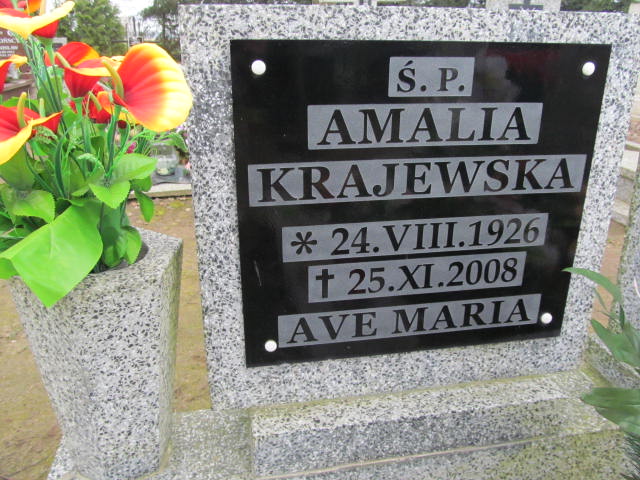 Ś. P.
AMALIA
KRAJEWSKA
* 24.VIII.1926
† 25.XI.2008
AVE MARIA